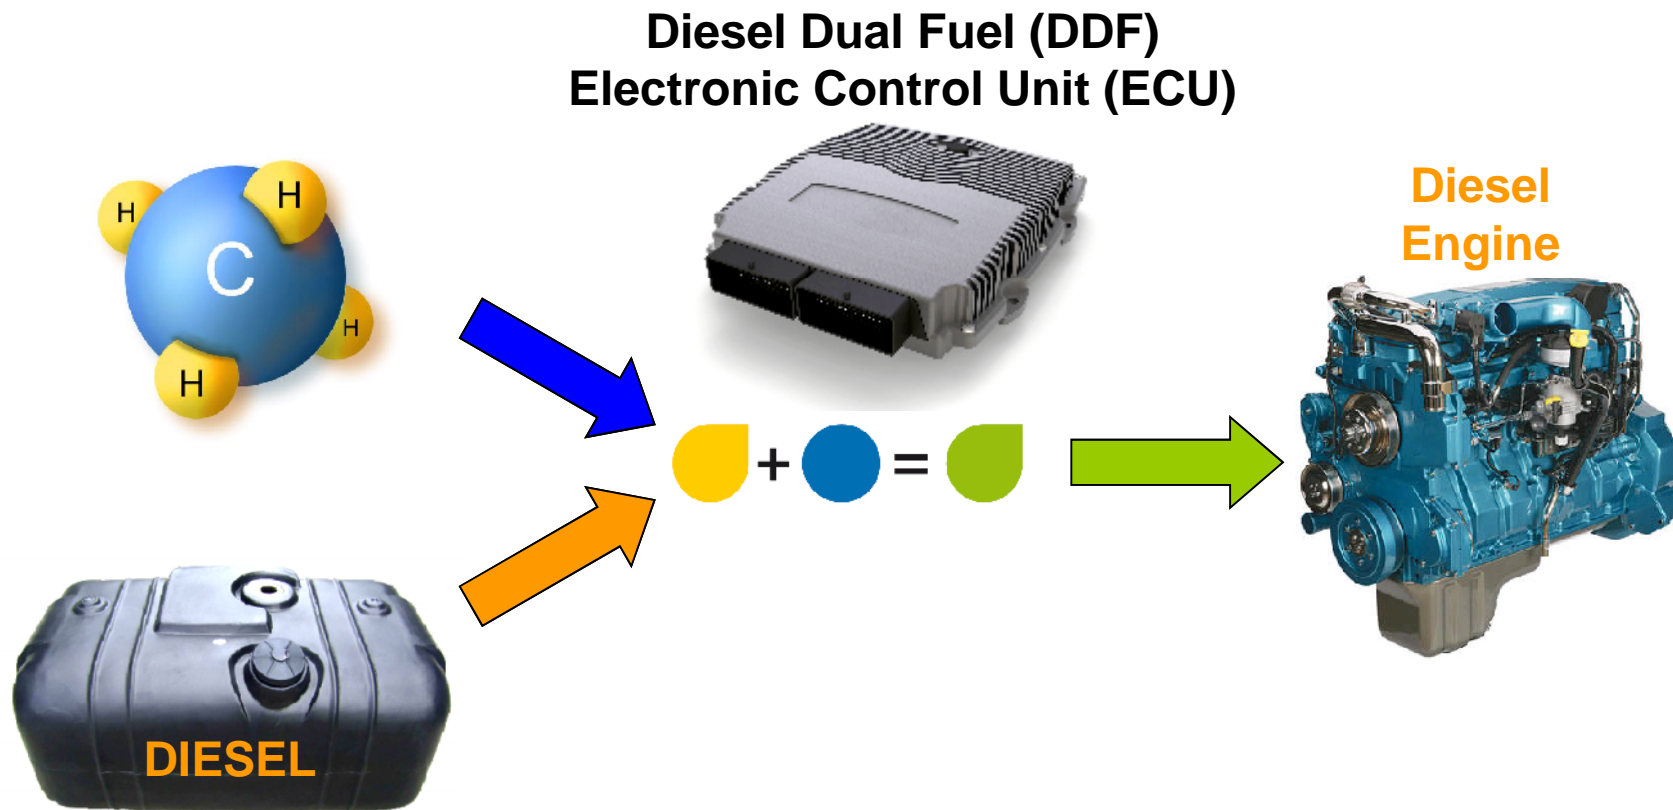 Diesel Dual Fuel (DDF)
Electronic Control Unit (ECU)
Diesel
Engine
H
H
C
H
H
+ =
DIESEL